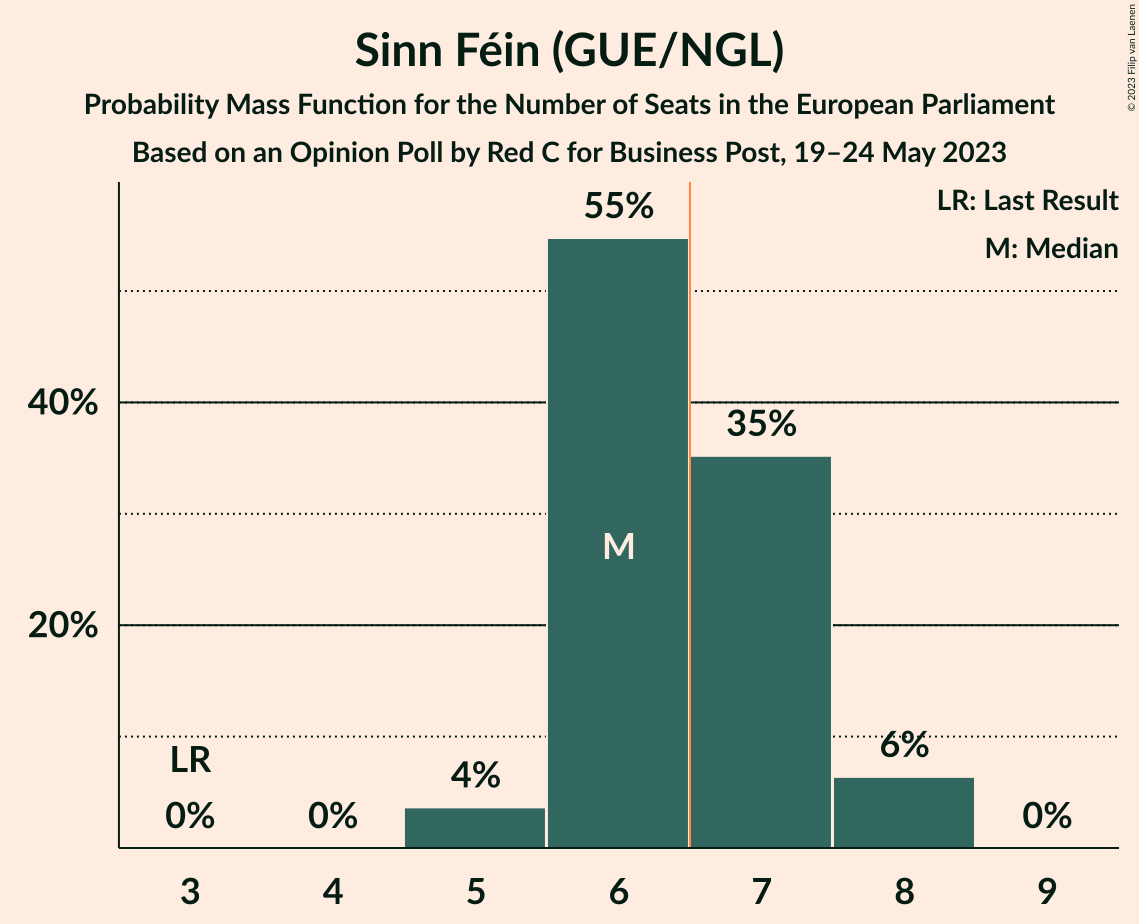 Sinn Féin (GUE/NGL)
Probability Mass Function for the Number of Seats in the European Parliament
Based on an Opinion Poll by Red C for Business Post, 19–24 May 2023
© 2023 Filip van Laenen
LR: Last Result
M: Median
55%
40%
35%
M
20%
LR
6%
4%
0%
0%
0%
3
4
5
6
7
8
9